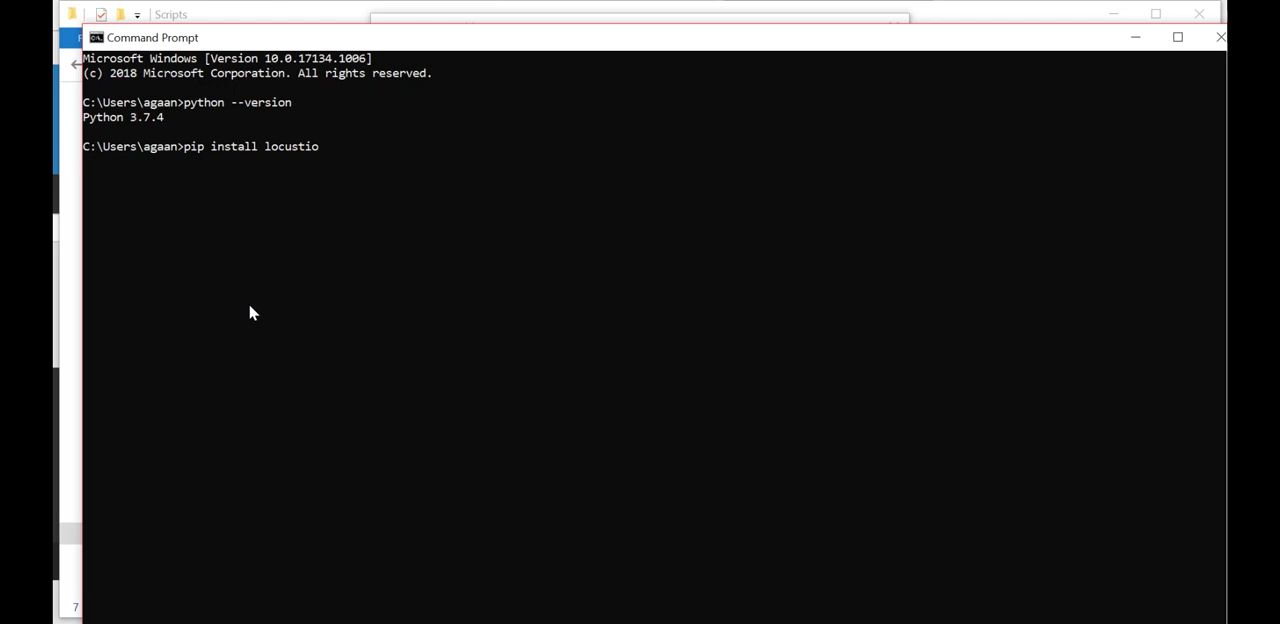 Scripts
Command Prompt
Microsoft Windows [Version 10.0.17134.1006]
(c) 2018 Microsoft Corporation. All rights reserved.
C:\Users\agaan>python --version
Python 3.7.4
C:\Users\agaan>pip install locustio
7